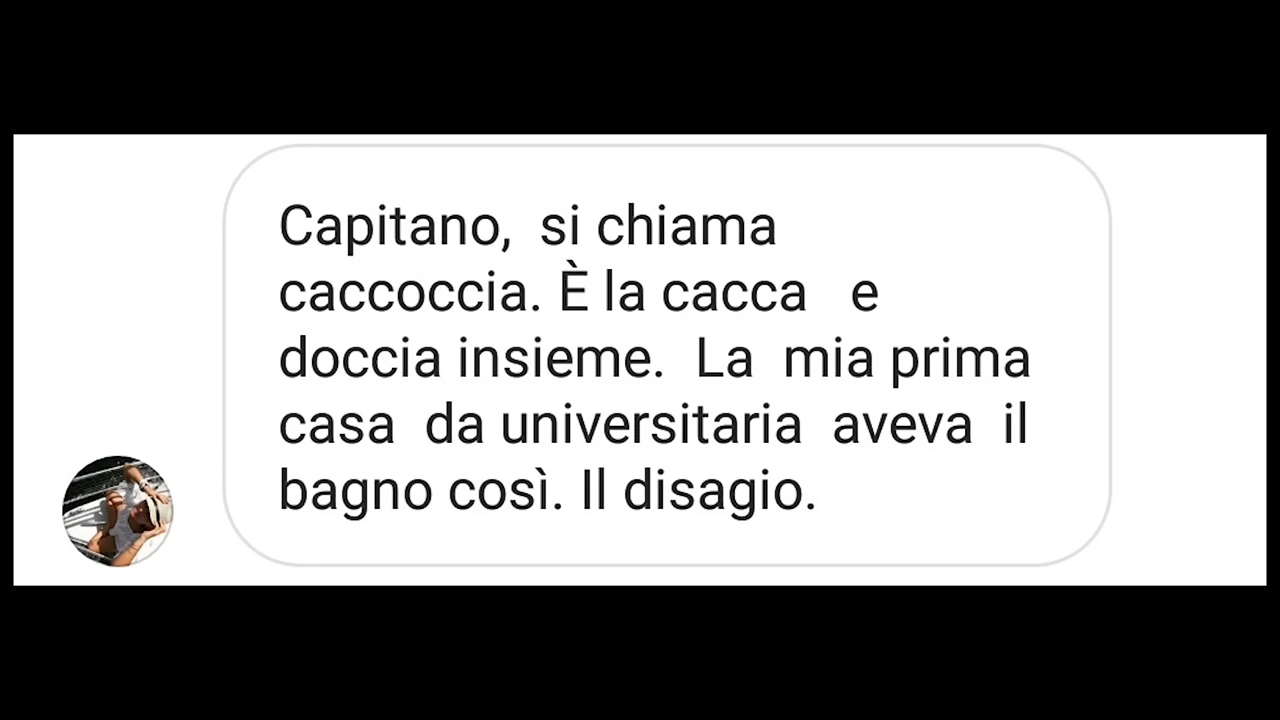 Capitano, si chiama
caccoccia. È la cacca e
doccia insieme. La mia prima
casa da universitaria aveva il
bagno così. Il disagio.